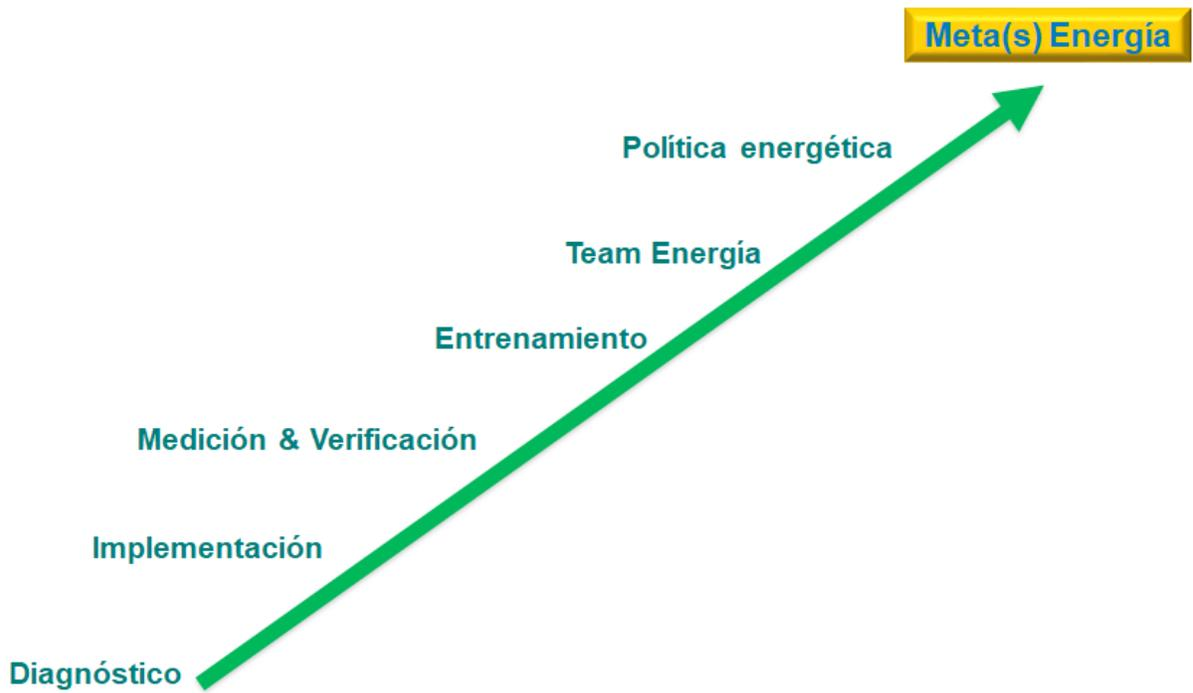 Meta(s) Energía
Política energética
Team Energía
Entrenamiento
Medición & Verificación
Implementación
Diagnóstico